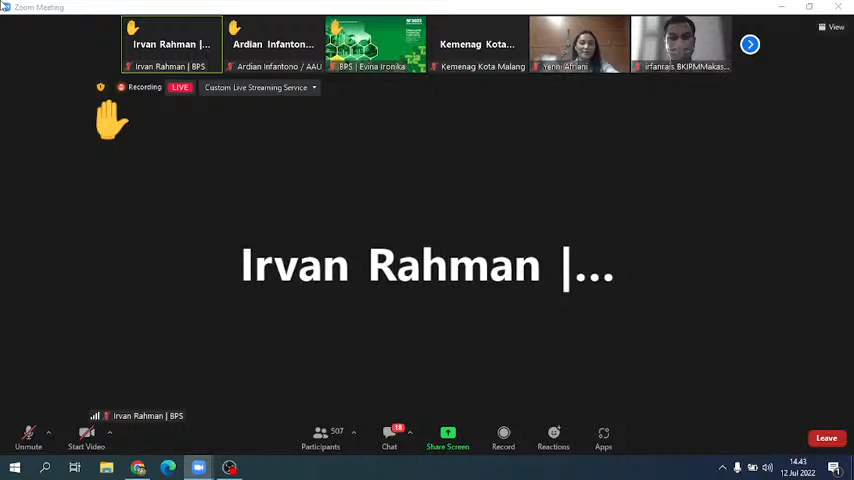 Zoom Meeting
Irvan Rahman |...
Ardian Infanton...
Kemenag Kota...
Irvan Rahman | BPS
Ardian Infantono / AAU
BPS | Evina Ironika
Kemenag Kota Malang
Yenni Afriani
irfanrais BKIPMMakas...
View
Recording
LIVE
Custom Live Streaming Service
Irvan Rahman |...
Irvan Rahman | BPS
Unmute
Start Video
507
Participants
18
Chat
Share Screen
Record
Reactions
Apps
Leave
14.43
12 Jul 2022